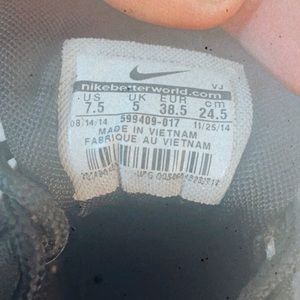 VJ
nikebetterworld.com
US UK EUR cm
7.5 5 38.5 24.5
08/14/14 599409-017 11/25/14
MADE IN VIETNAM
FABRIQUE AU VIETNAM